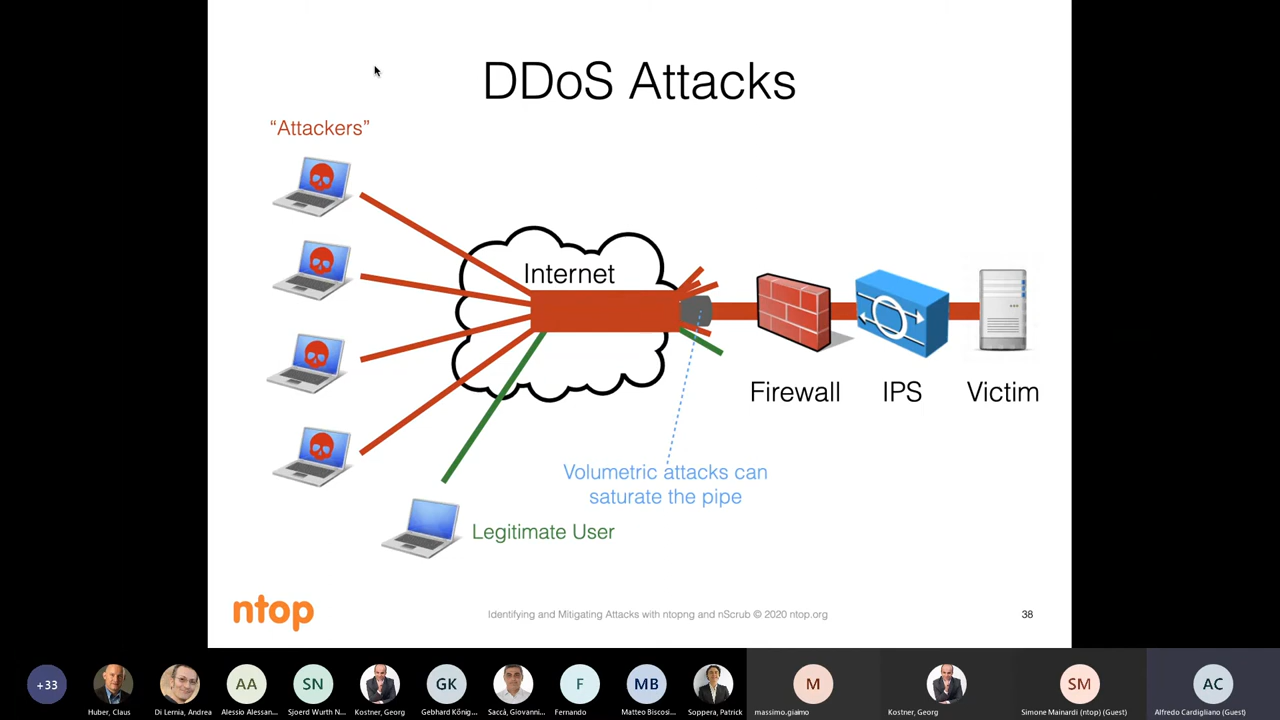 DDoS Attacks
“Attackers”
Internet
Firewall
IPS
Victim
Volumetric attacks can
saturate the pipe
Legitimate User
ntop
Identifying and Mitigating Attacks with ntopng and nScrub © 2020 ntop.org
38
+33
AA
SN
GK
F
MB
M
SM
AC
Huber, Claus
Di Lernia, Andrea
Alessio Alessan...
Sjoerd Wurth N...
Kostner, Georg
Gebhard König...
Saccá, Giovanni...
Fernando
Matteo Biscosi...
Soppera, Patrick
massimo.giaimo
Kostner, Georg
Simone Mainardi (ntop) (Guest)
Alfredo Cardigliano (Guest)